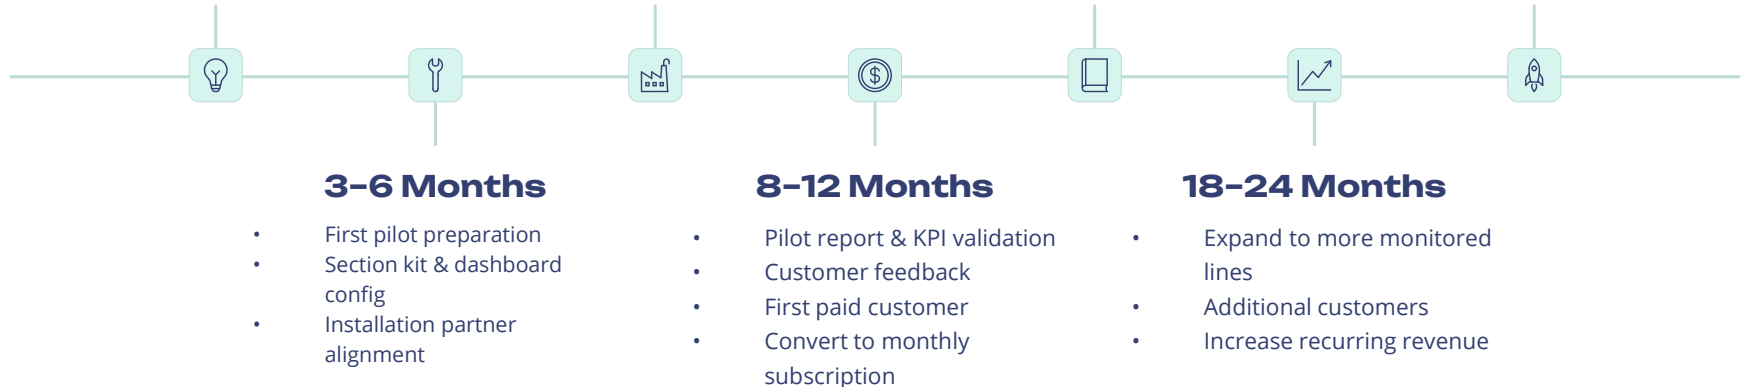 3–6 Months
• First pilot preparation
• Section kit & dashboard
config
• Installation partner
alignment
8–12 Months
• Pilot report & KPI validation
• Customer feedback
• First paid customer
• Convert to monthly
subscription
18–24 Months
• Expand to more monitored
lines
• Additional customers
• Increase recurring revenue